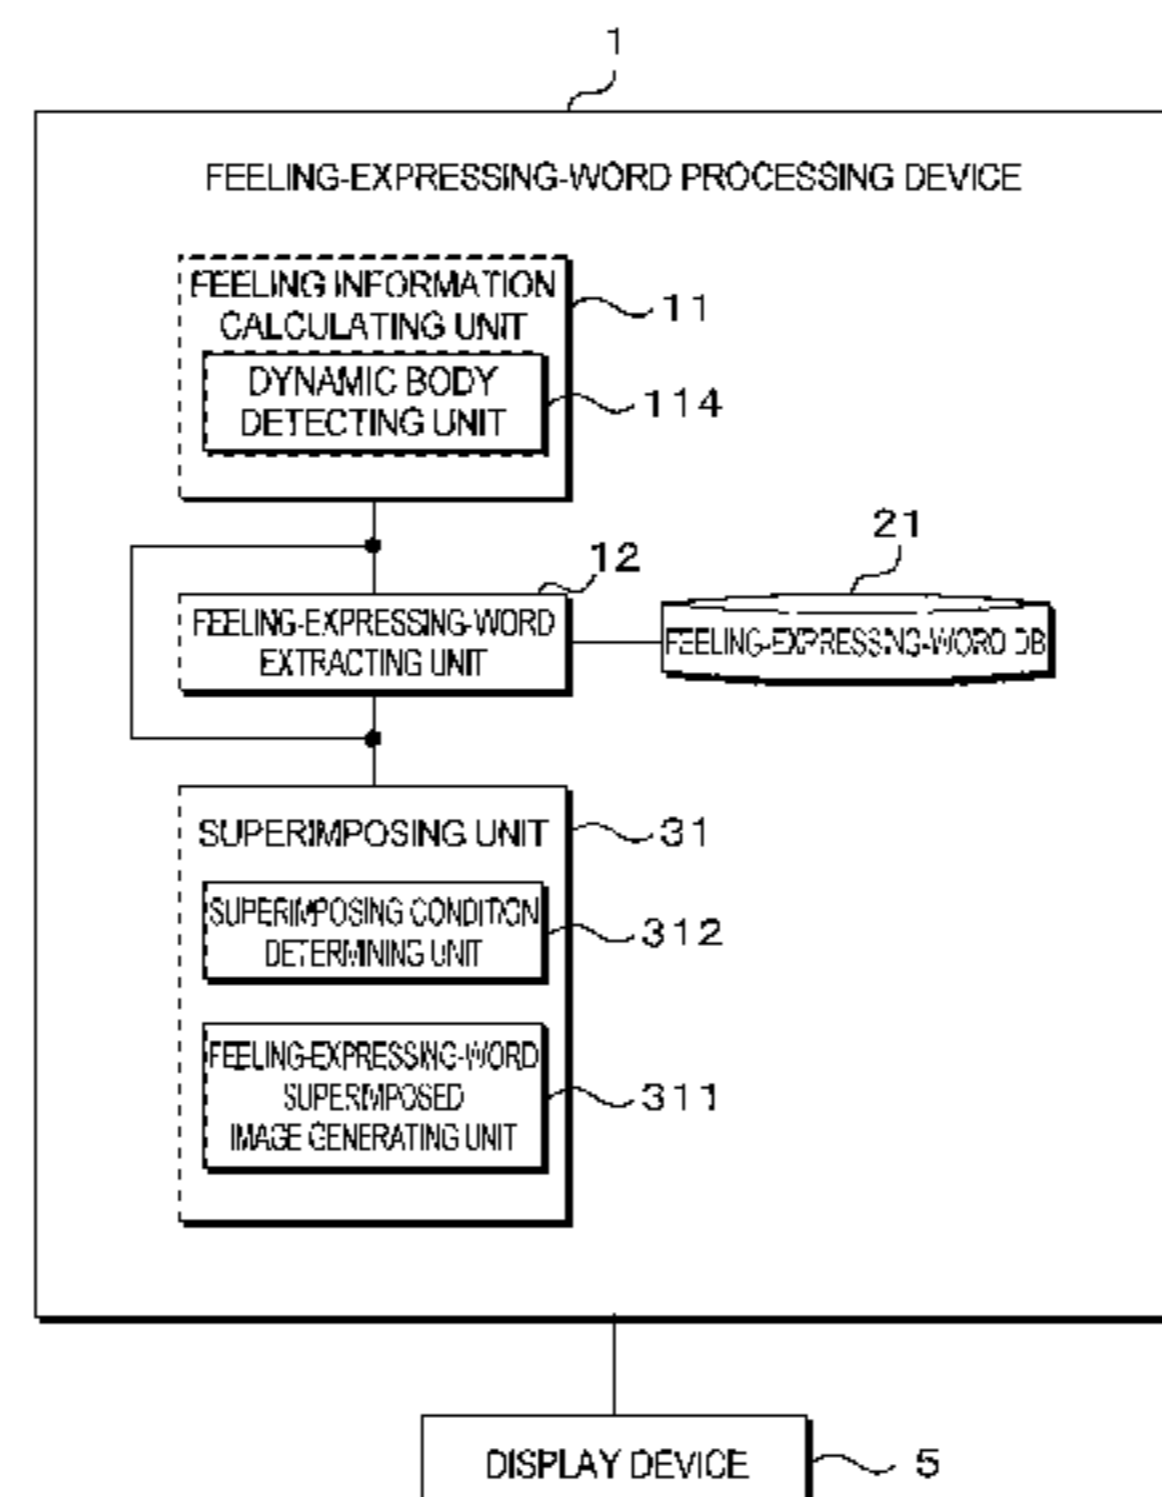 1
FEELING-EXPRESSING-WORD PROCESSING DEVICE
FEELING INFORMATION
CALCULATING UNIT
11
DYNAMIC BODY
DETECTING UNIT
114
12
21
FEELING-EXPRESSING-WORD
EXTRACTING UNIT
FEELING-EXPRESSING-WORD DB
SUPERIMPOSING UNIT
31
SUPERIMPOSING CONDITION
DETERMINING UNIT
312
FEELING-EXPRESSING-WORD
SUPERIMPOSED
IMAGE GENERATING UNIT
311
DISPLAY DEVICE
5